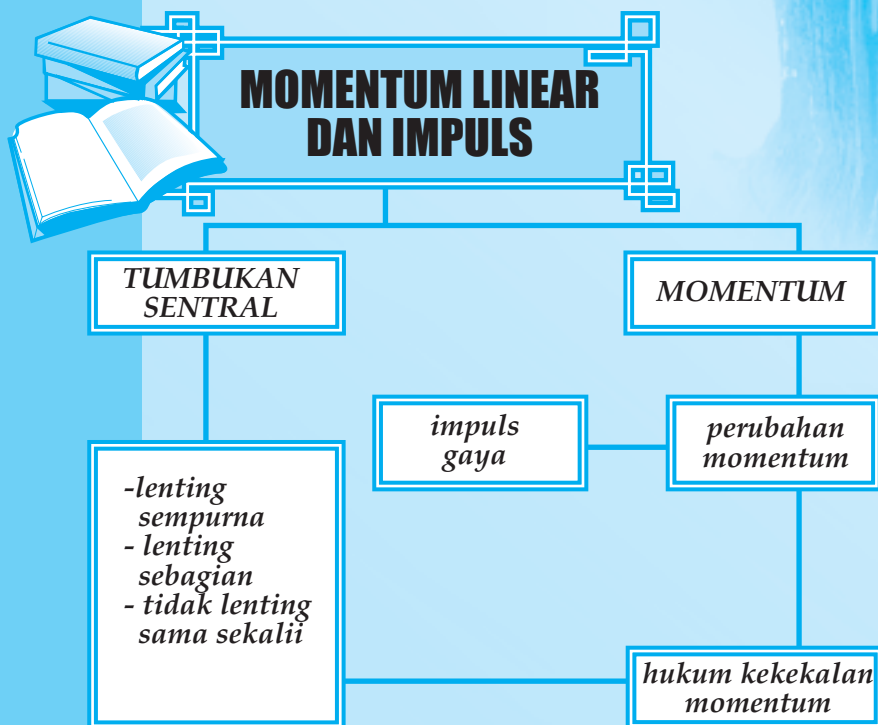 MOMENTUM LINEAR
DAN IMPULS
TUMBUKAN
SENTRAL
MOMENTUM
impuls
gaya
perubahan
momentum
-lenting
sempurna
- lenting
sebagian
- tidak lenting
sama sekalii
hukum kekekalan
momentum